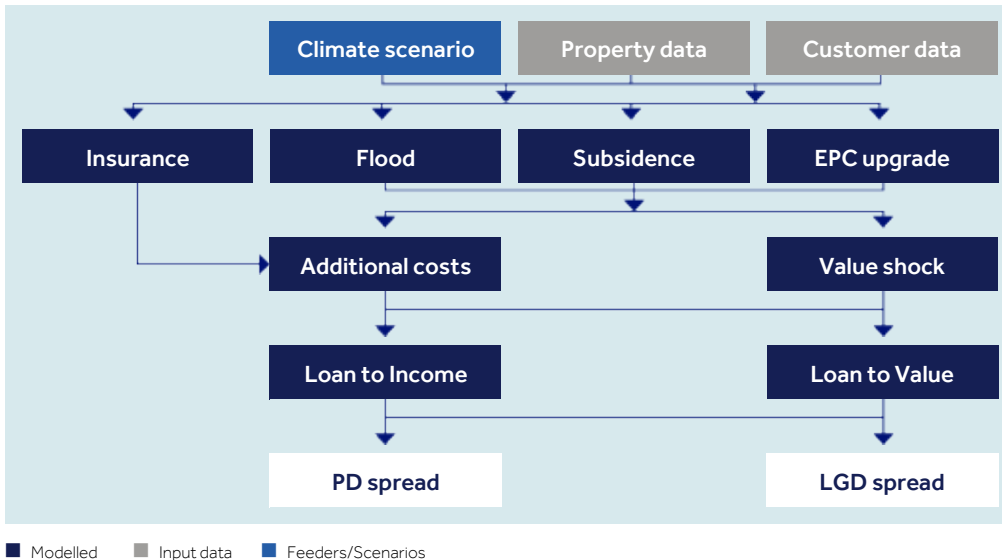 Climate scenario
Property data
Customer data
Insurance
Flood
Subsidence
EPC upgrade
Additional costs
Value shock
Loan to Income
Loan to Value
PD spread
LGD spread
Modelled
Input data
Feeders/Scenarios